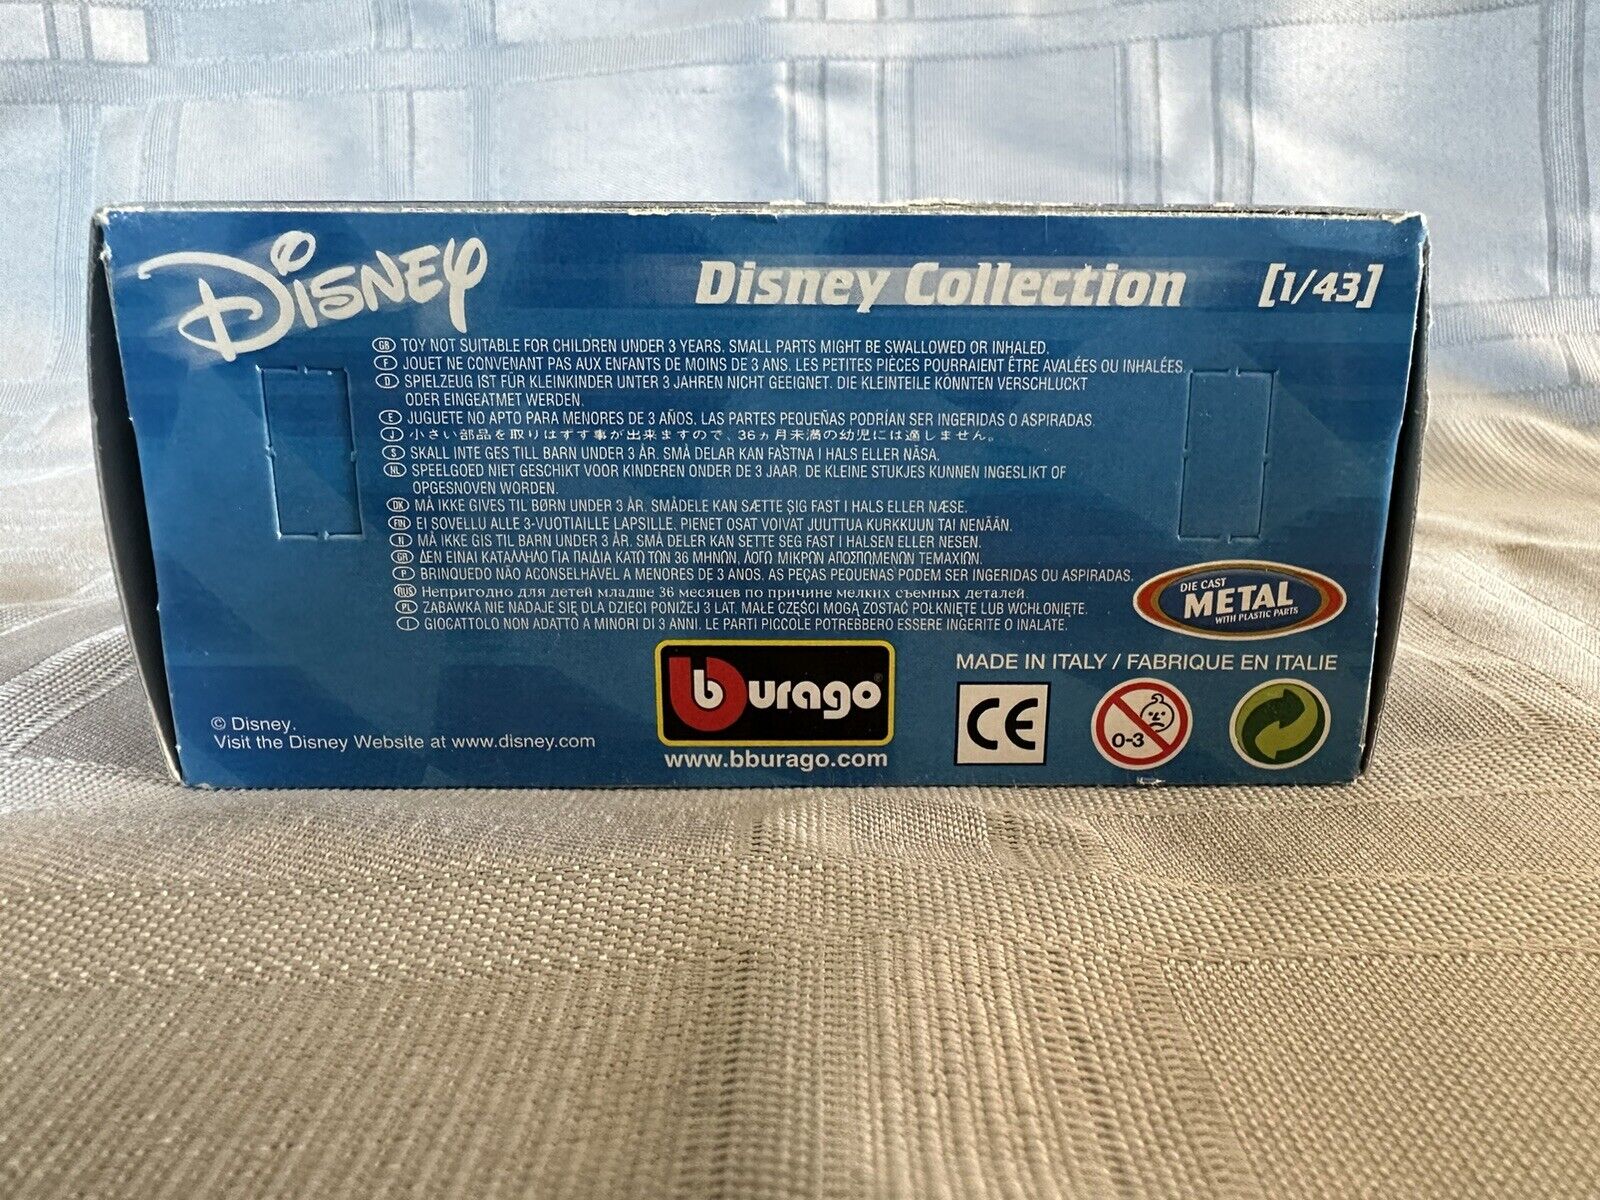 Disney
Disney Collection [1/43]
GB TOY NOT SUITABLE FOR CHILDREN UNDER 3 YEARS. SMALL PARTS MIGHT BE SWALLOWED OR INHALED.
F JOUET NE CONVENANT PAS AUX ENFANTS DE MOINS DE 3 ANS. LES PETITES PIÈCES POURRAIENT ÊTRE AVALÉES OU INHALÉES.
D SPIELZEUG IST FÜR KLEINKINDER UNTER 3 JAHREN NICHT GEEIGNET. DIE KLEINTEILE KÖNNTEN VERSCHLUCKT
ODER EINGEATMET WERDEN.
E JUGUETE NO APTO PARA MENORES DE 3 AÑOS. LAS PARTES PEQUEÑAS PODRÍAN SER INGERIDAS O ASPIRADAS.
J 小さい部品を取りはずす事が出来ますので、36ヵ月未満の幼児には適しません。
S SKALL INTE GES TILL BARN UNDER 3 ÅR. SMÅ DELAR KAN FASTNA I HALS ELLER NÄSA.
NL SPEELGOED NIET GESCHIKT VOOR KINDEREN ONDER DE 3 JAAR. DE KLEINE STUKJES KUNNEN INGESLIKT OF
OPGESNOVEN WORDEN.
DK MÅ IKKE GIVES TIL BØRN UNDER 3 ÅR. SMÅDELE KAN SÆTTE SIG FAST I HALS ELLER NÆSE.
FIN EI SOVELLU ALLE 3-VUOTIAILLE LAPSILLE. PIENET OSAT VOIVAT JUUTTUA KURKKUUN TAI NENÄÄN.
N MÅ IKKE GIS TIL BARN UNDER 3 ÅR. SMÅ DELER KAN SETTE SEG FAST I HALSEN ELLER NESEN.
GR ΔΕΝ ΕΙΝΑΙ ΚΑΤΑΛΛΗΛΟ ΓΙΑ ΠΑΙΔΙΑ ΚΑΤΩ ΤΩΝ 36 ΜΗΝΩΝ, ΛΟΓΩ ΜΙΚΡΩΝ ΑΠΟΣΠΩΜΕΝΩΝ ΤΕΜΑΧΙΩΝ.
P BRINQUEDO NÃO ACONSELHÁVEL A MENORES DE 3 ANOS. AS PEÇAS PEQUENAS PODEM SER INGERIDAS OU ASPIRADAS.
RUS Непригодно для детей младше 36 месяцев по причине мелких съемных деталей.
PL ZABAWKA NIE NADAJE SIĘ DLA DZIECI PONIŻEJ 3 LAT. MAŁE CZĘŚCI MOGĄ ZOSTAĆ POŁKNIĘTE LUB WCHŁONIĘTE.
I GIOCATTOLO NON ADATTO A MINORI DI 3 ANNI. LE PARTI PICCOLE POTREBBERO ESSERE INGERITE O INALATE.
DIE CAST
METAL
WITH PLASTIC PARTS
MADE IN ITALY / FABRIQUE EN ITALIE
© Disney.
Visit the Disney Website at www.disney.com
bburago
www.bburago.com
CE
0-3